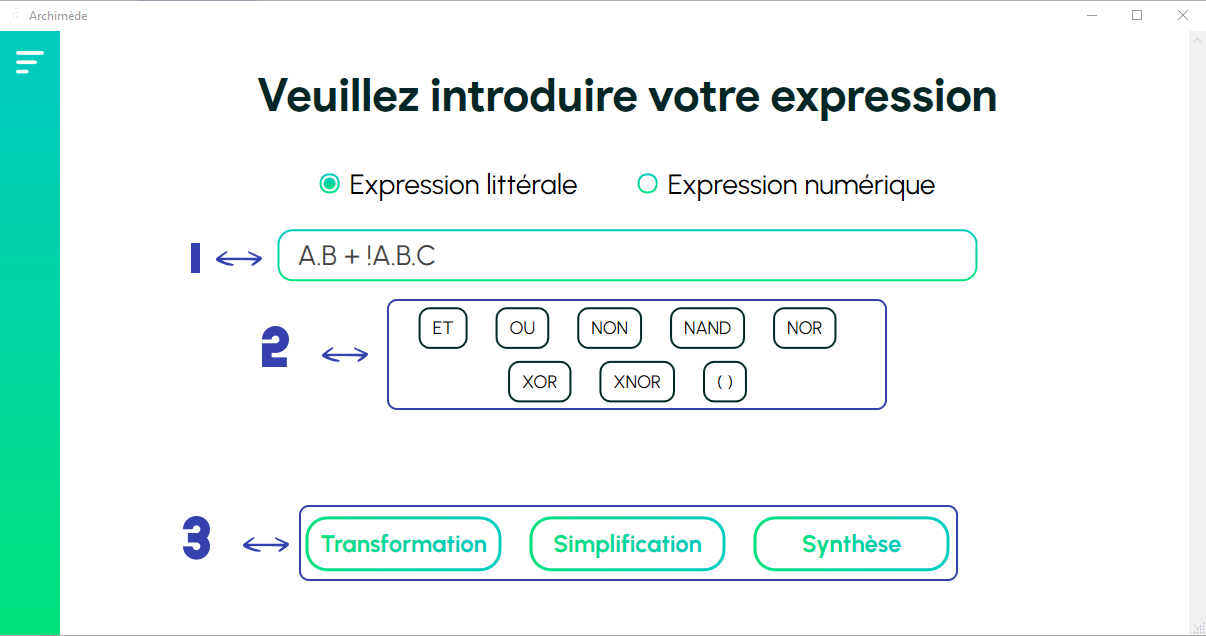 Archimède
Veuillez introduire votre expression
Expression littérale Expression numérique
1 A.B + !A.B.C
2 ET OU NON NAND NOR
XOR XNOR ( )
3 Transformation Simplification Synthèse